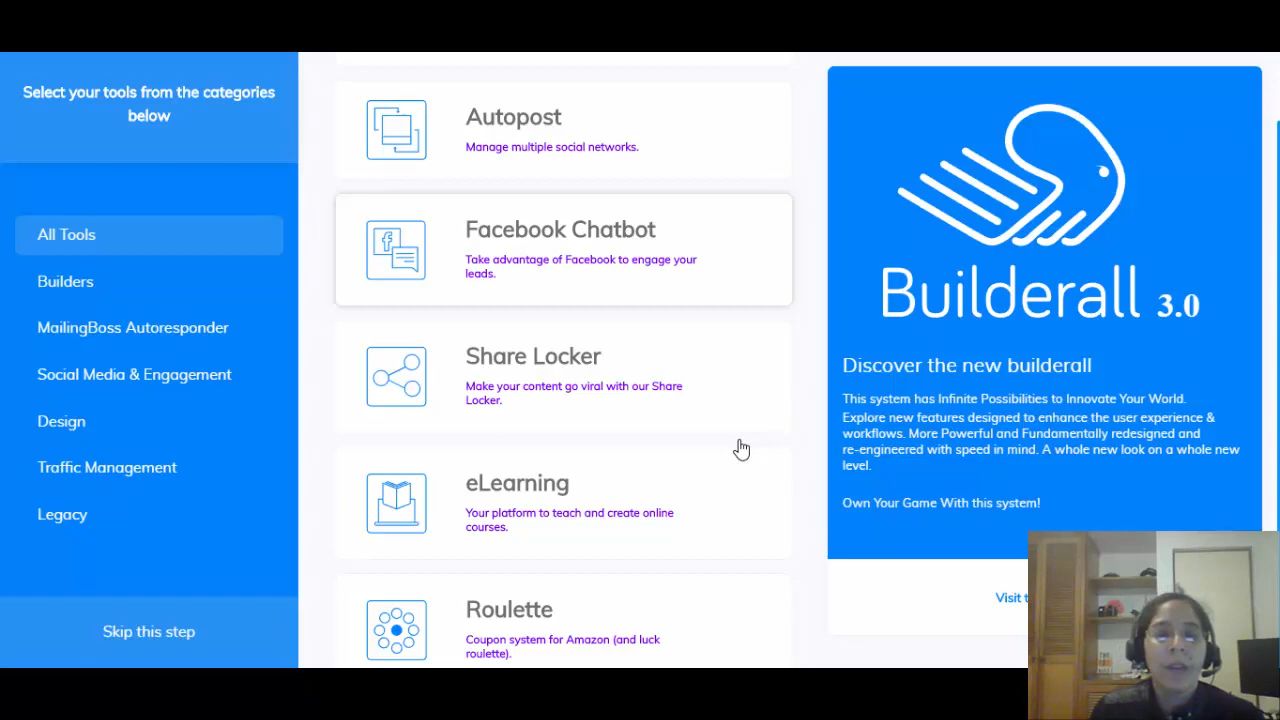 Select your tools from the categories
below
All Tools
Builders
MailingBoss Autoresponder
Social Media & Engagement
Design
Traffic Management
Legacy
Skip this step
Autopost
Manage multiple social networks.
Facebook Chatbot
Take advantage of Facebook to engage your
leads.
Share Locker
Make your content go viral with our Share
Locker.
eLearning
Your platform to teach and create online
courses.
Roulette
Coupon system for Amazon (and luck
roulette).
Builderall 3.0
Discover the new builderall
This system has Infinite Possibilities to Innovate Your World.
Explore new features designed to enhance the user experience &
workflows. More Powerful and Fundamentally redesigned and
re-engineered with speed in mind. A whole new look on a whole new
level.
Own Your Game With this system!
Visit